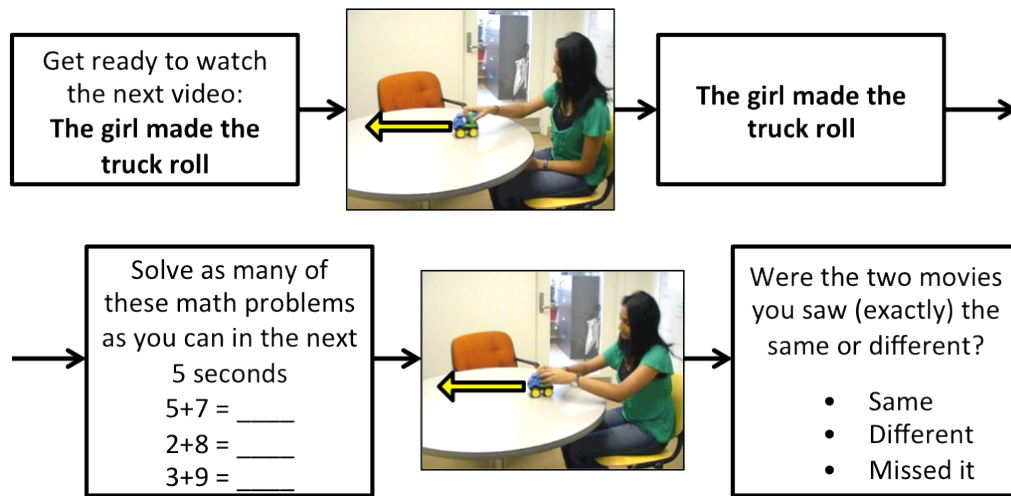 Get ready to watch
the next video:
The girl made the
truck roll
The girl made the
truck roll
Solve as many of
these math problems
as you can in the next
5 seconds
5+7 = ____
2+8 = ____
3+9 = ____
Were the two movies
you saw (exactly) the
same or different?
• Same
• Different
• Missed it